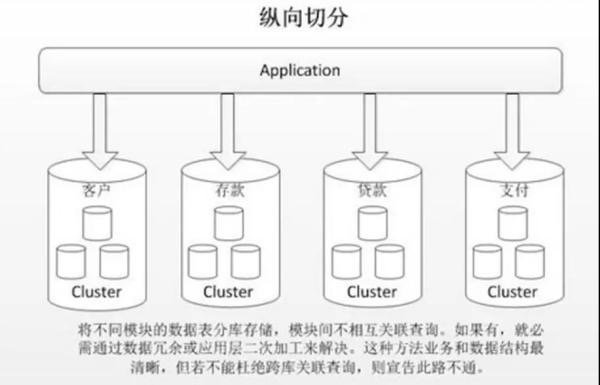 纵向切分
Application
客户 存款 贷款 支付
Cluster Cluster Cluster Cluster
将不同模块的数据表分库存储，模块间不相互关联查询。如果有，就必
需通过数据冗余或应用层二次加工来解决。这种方法业务和数据结构最
清晰，但若不能杜绝跨库关联查询，则宣告此路不通。